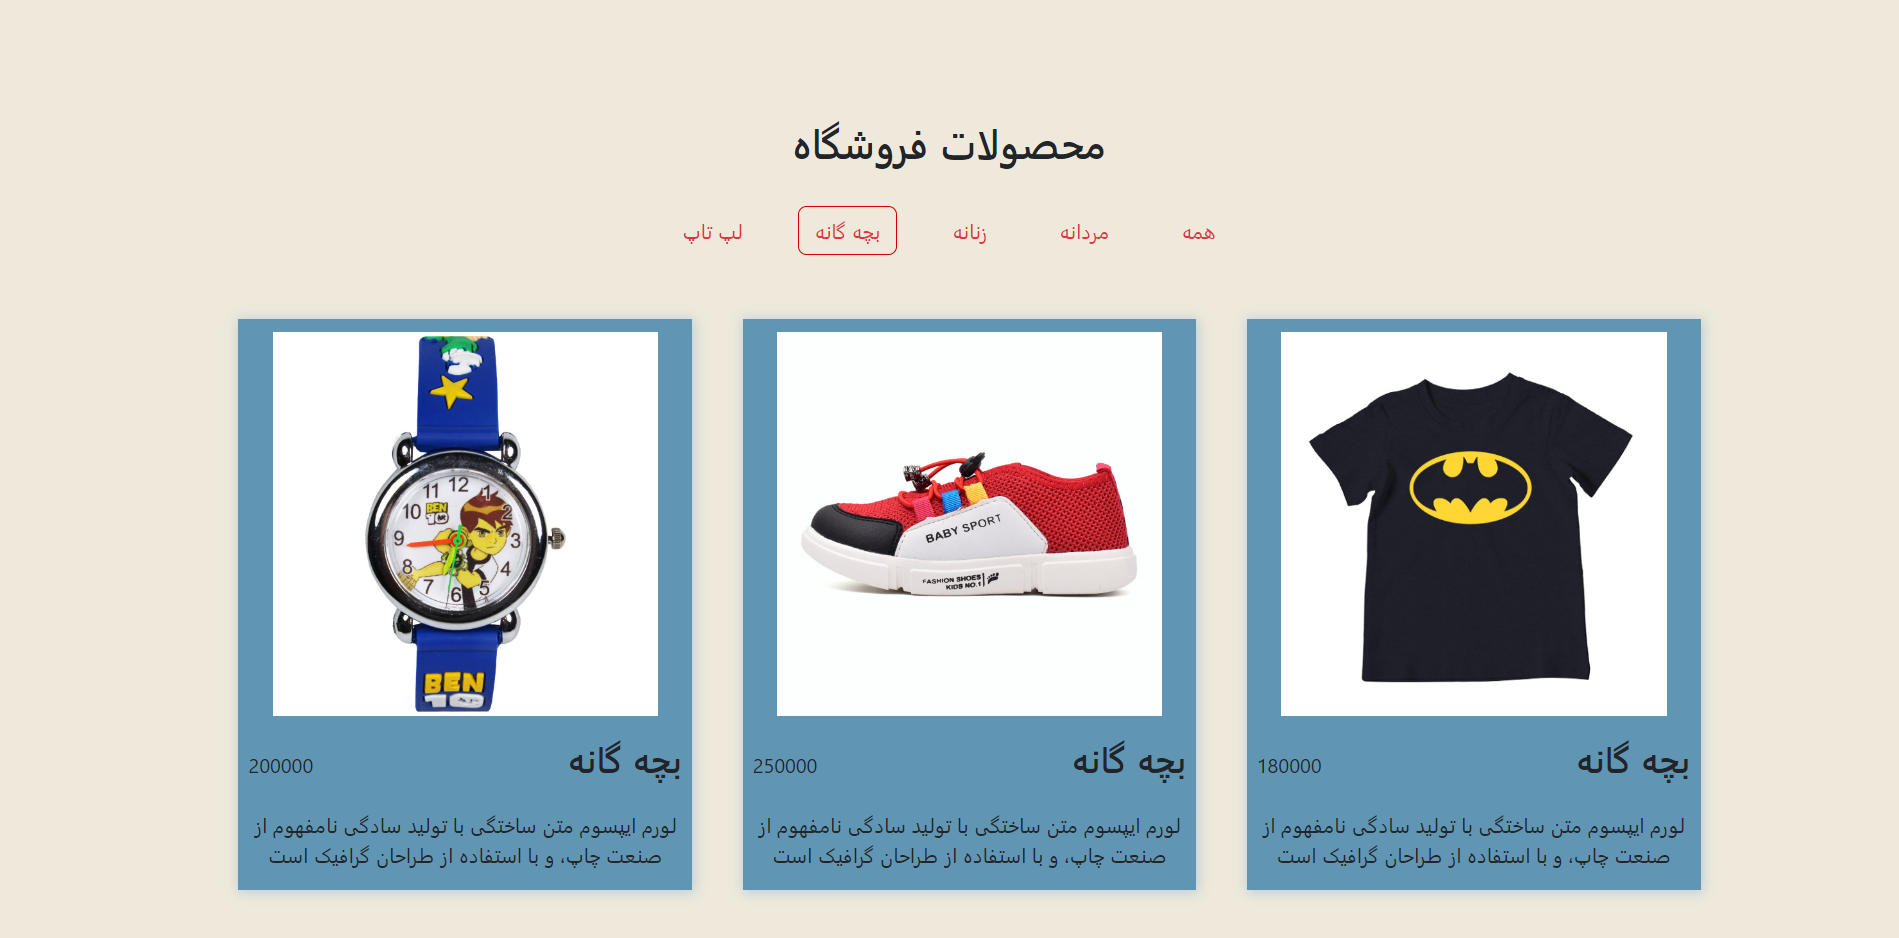 محصولات فروشگاه
همه
مردانه
زنانه
بچه گانه
لپ تاپ
بچه گانه
180000
لورم ایپسوم متن ساختگی با تولید سادگی نامفهوم از
صنعت چاپ، و با استفاده از طراحان گرافیک است
BABY SPORT
FASHION SHOES
KIDS NO.1
بچه گانه
250000
لورم ایپسوم متن ساختگی با تولید سادگی نامفهوم از
صنعت چاپ، و با استفاده از طراحان گرافیک است
12
1
2
3
4
5
6
7
8
9
10
11
BEN
10
BEN
10
بچه گانه
200000
لورم ایپسوم متن ساختگی با تولید سادگی نامفهوم از
صنعت چاپ، و با استفاده از طراحان گرافیک است